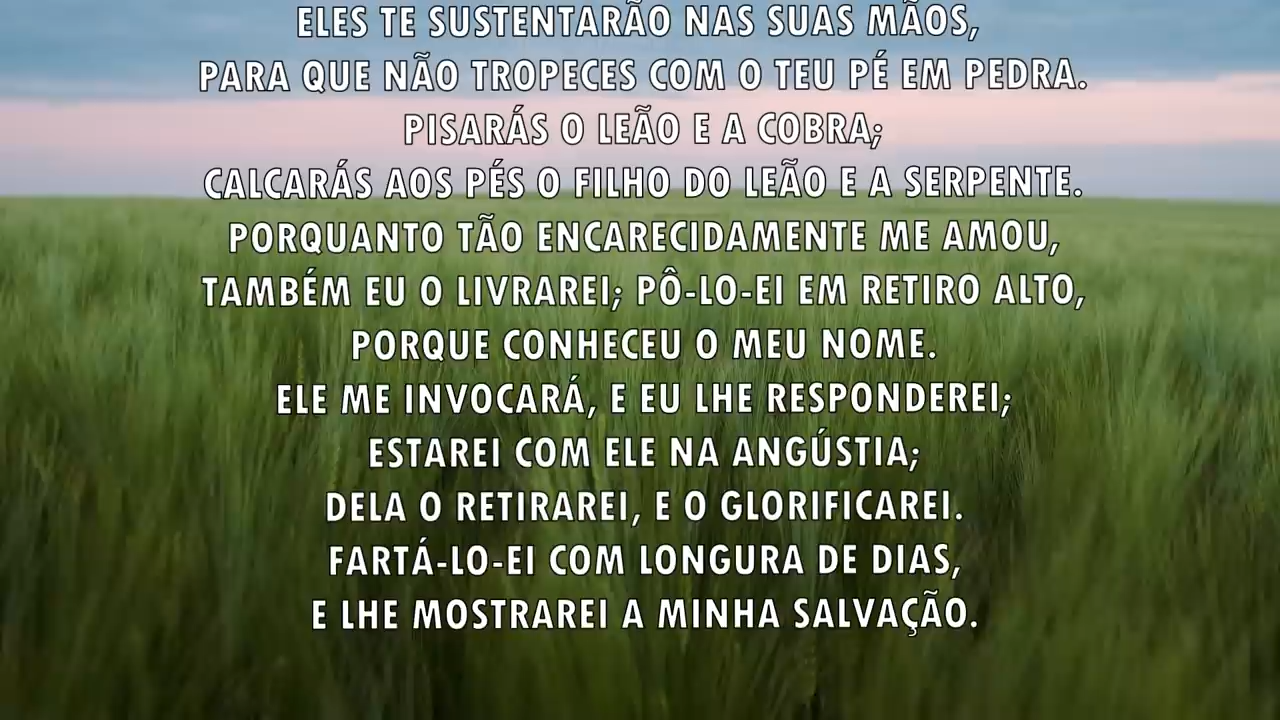 ELES TE SUSTENTARÃO NAS SUAS MÃOS,
PARA QUE NÃO TROPECES COM O TEU PÉ EM PEDRA.
PISARÁS O LEÃO E A COBRA;
CALCARÁS AOS PÉS O FILHO DO LEÃO E A SERPENTE.
PORQUANTO TÃO ENCARECIDAMENTE ME AMOU,
TAMBÉM EU O LIVRAREI; PÔ-LO-EI EM RETIRO ALTO,
PORQUE CONHECEU O MEU NOME.
ELE ME INVOCARÁ, E EU LHE RESPONDEREI;
ESTAREI COM ELE NA ANGÚSTIA;
DELA O RETIRAREI, E O GLORIFICAREI.
FARTÁ-LO-EI COM LONGURA DE DIAS,
E LHE MOSTRAREI A MINHA SALVAÇÃO.